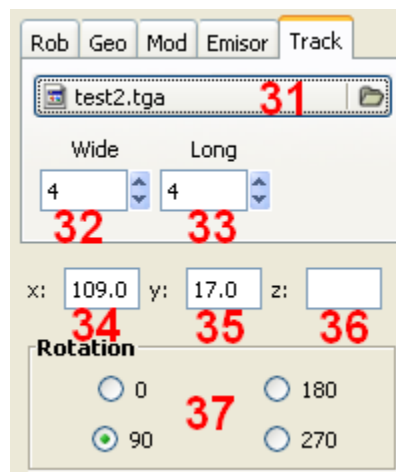 Rob Geo Mod Emisor Track
test2.tga 31
Wide Long
4 4
32 33
x: 109.0 y: 17.0 z:
34 35 36
Rotation
0 180
37
90 270